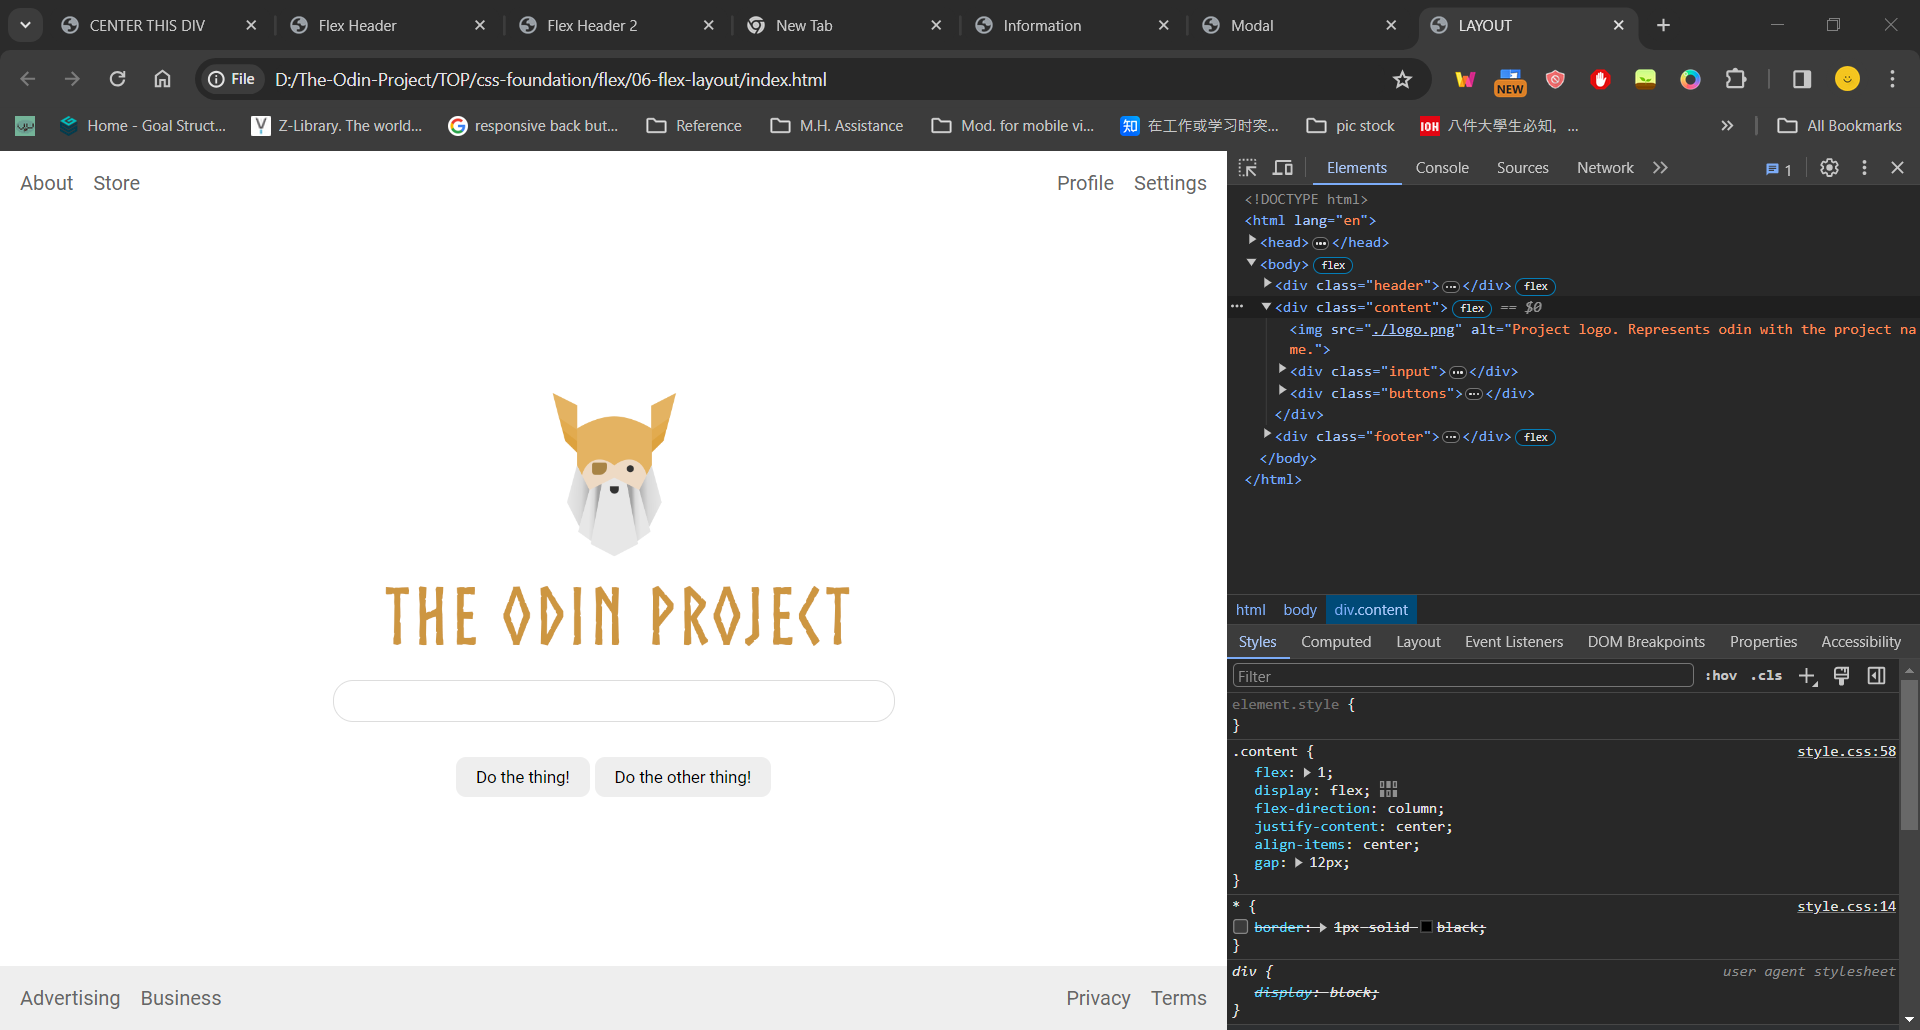 CENTER THIS DIV
Flex Header
Flex Header 2
New Tab
Information
Modal
LAYOUT
File
D:/The-Odin-Project/TOP/css-foundation/flex/06-flex-layout/index.html
NEW
Home - Goal Struct...
Z-Library. The world...
responsive back but...
Reference
M.H. Assistance
Mod. for mobile vi...
知 在工作或学习时突...
pic stock
IOH 八件大學生必知，...
All Bookmarks
About Store
Profile Settings
THE ODIN PROJECT
Do the thing!
Do the other thing!
Advertising Business
Privacy Terms
Elements Console Sources Network
1
<!DOCTYPE html>
<html lang="en">
<head>…</head>
<body> flex
<div class="header">…</div> flex
<div class="content"> flex == $0
<img src="./logo.png" alt="Project logo. Represents odin with the project na
me.">
<div class="input">…</div>
<div class="buttons">…</div>
</div>
<div class="footer">…</div> flex
</body>
</html>
html body div.content
Styles Computed Layout Event Listeners DOM Breakpoints Properties Accessibility
Filter
:hov .cls
element.style {
}
.content { style.css:58
flex: 1;
display: flex;
flex-direction: column;
justify-content: center;
align-items: center;
gap: 12px;
}
* { style.css:14
border: 1px solid black;
}
div { user agent stylesheet
display: block;
}